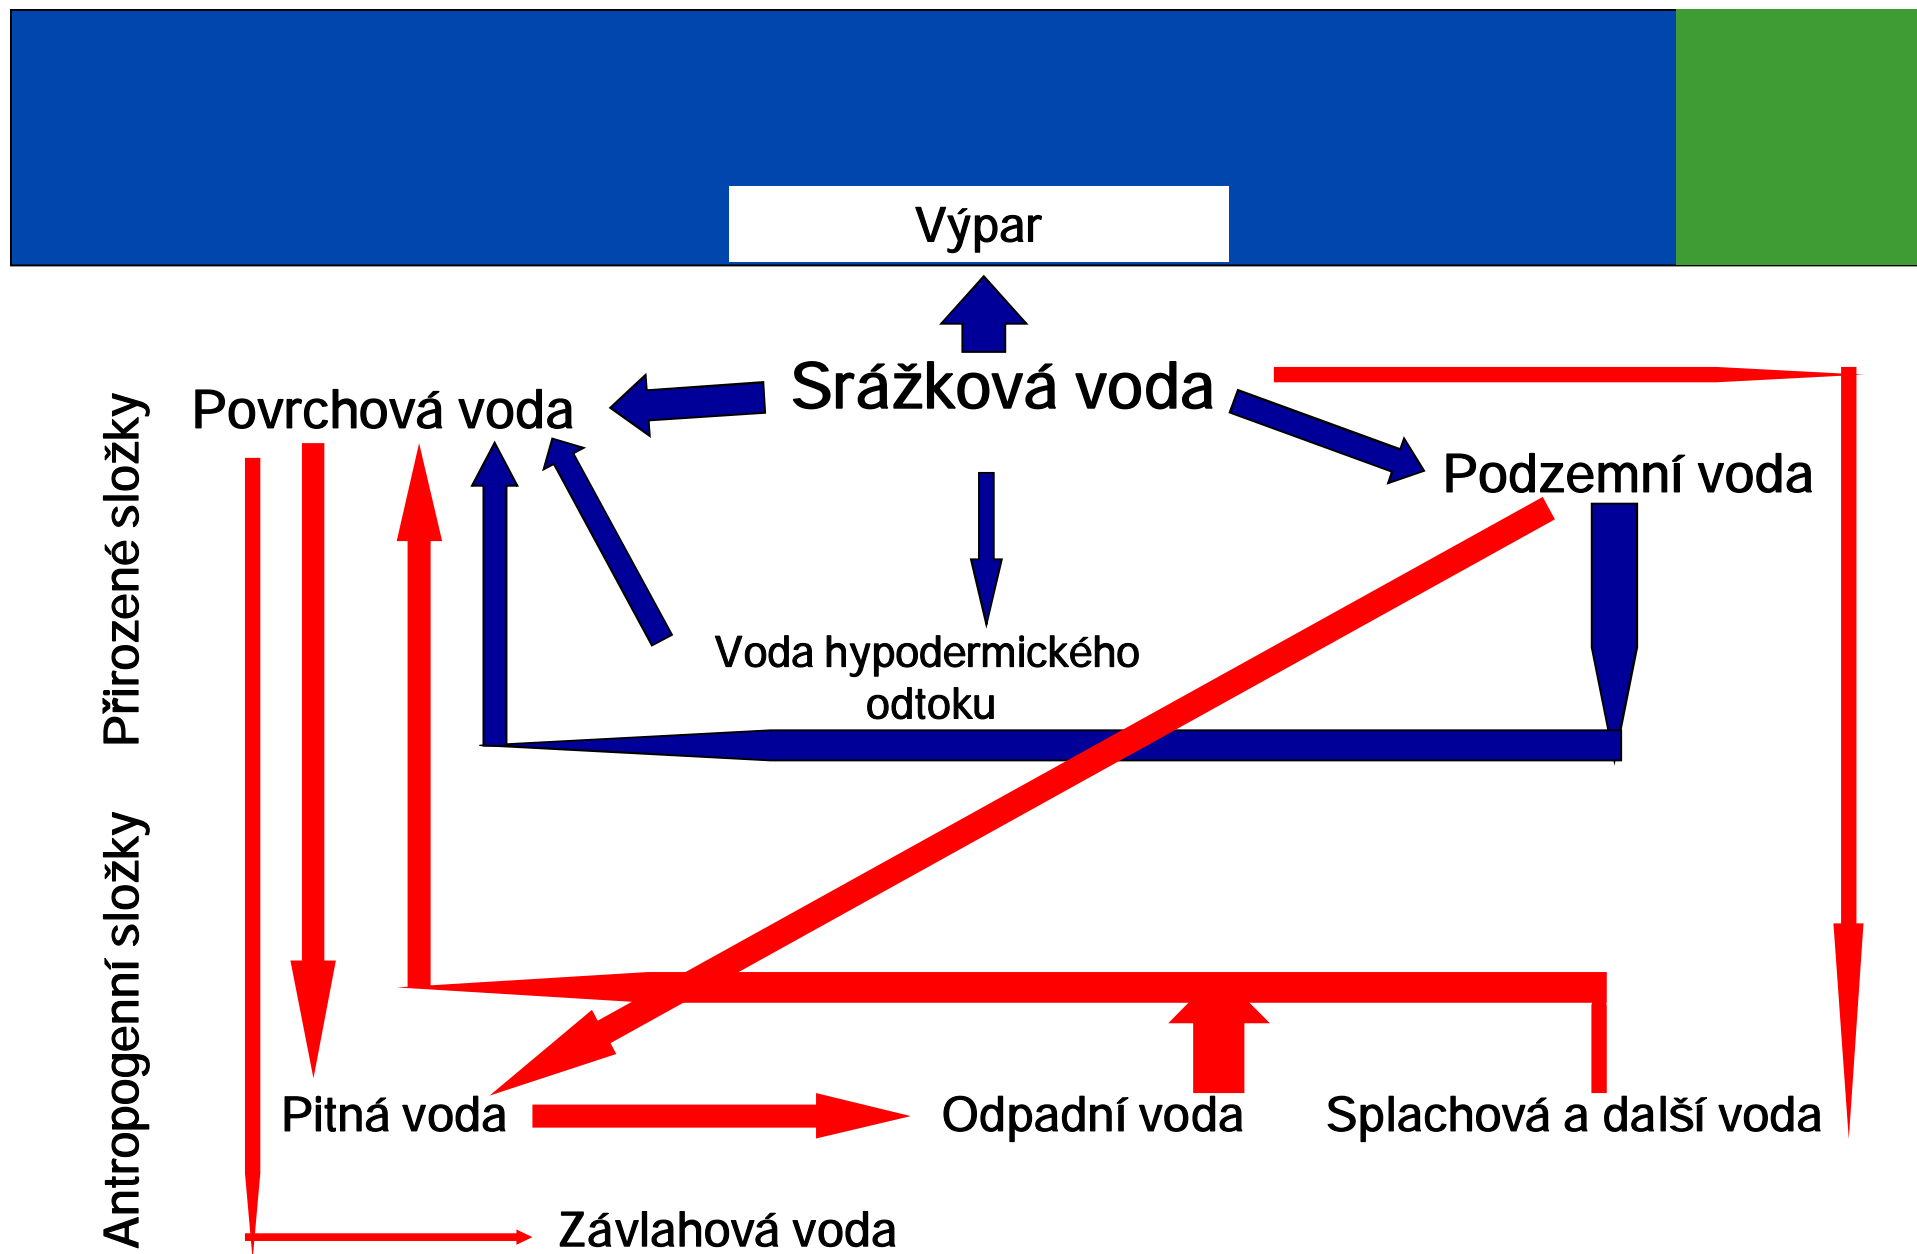 Výpar
Srážková voda
Povrchová voda
Podzemní voda
Přirozené složky
Voda hypodermického
odtoku
Antropogenní složky
Pitná voda
Odpadní voda
Splachová a další voda
Závlahová voda